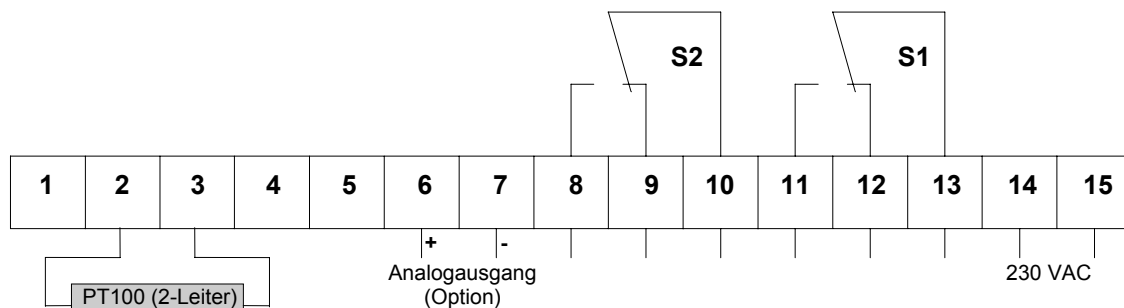 S2 S1
1 2 3 4 5 6 7 8 9 10 11 12 13 14 15
+ -
Analogausgang 230 VAC
PT100 (2-Leiter) (Option)